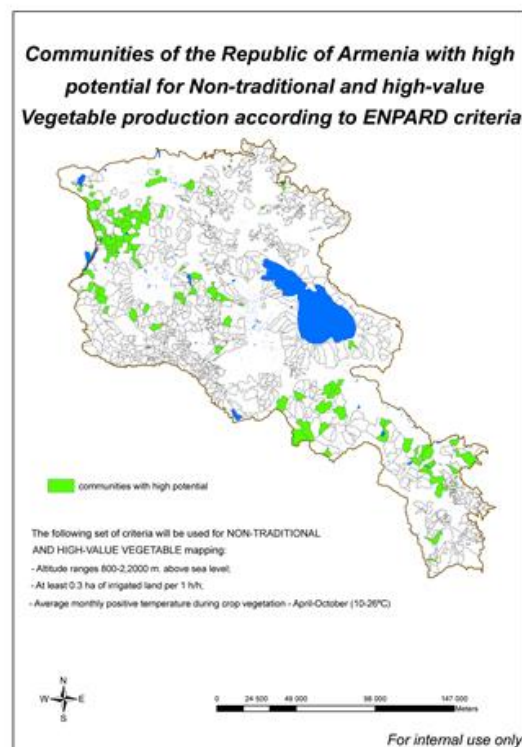 Communities of the Republic of Armenia with high
potential for Non-traditional and high-value
Vegetable production according to ENPARD criteria
communities with high potential
The following set of criteria will be used for NON-TRADITIONAL
AND HIGH-VALUE VEGETABLE mapping:
- Altitude ranges 800-2,2000 m. above sea level;
- At least 0.3 ha of irrigated land per 1 h/h;
- Average monthly positive temperature during crop vegetation - April-October (10-26ºC)
N
W E
S
0 24 500 49 000 98 000 147 000
Meters
For internal use only